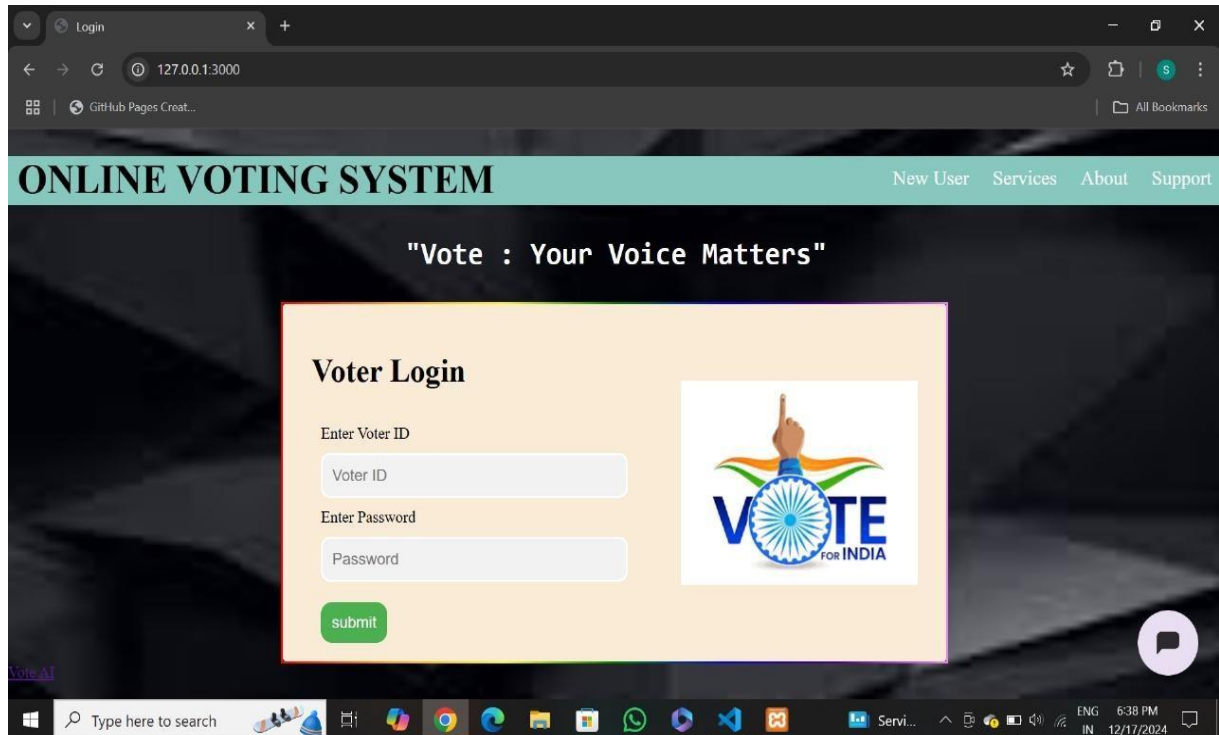 Login
127.0.0.1:3000
GitHub Pages Creat...
S
All Bookmarks
ONLINE VOTING SYSTEM New User Services About Support
"Vote : Your Voice Matters"
Voter Login
Enter Voter ID
Voter ID
Enter Password
Password
submit
VOTE
FOR INDIA
Vote AI
Type here to search
Servi...
ENG 6:38 PM
IN 12/17/2024